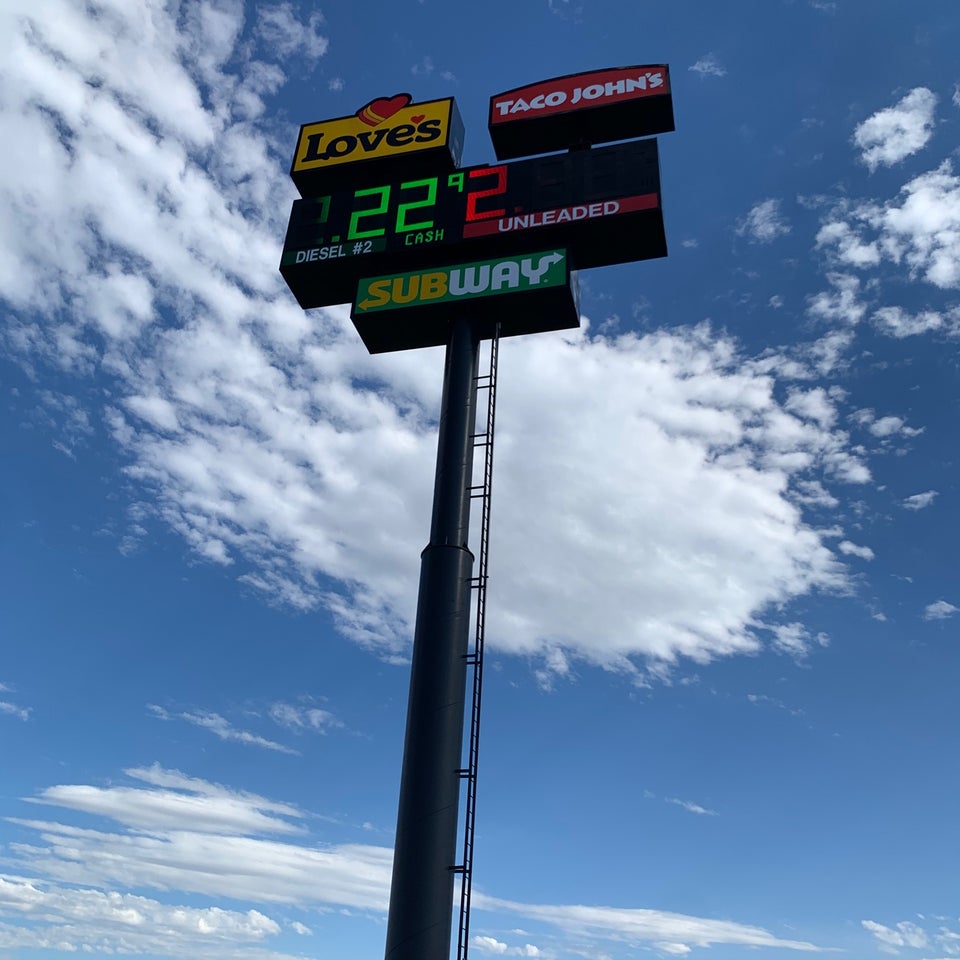 Love's
TACO JOHN'S
.22 9
CASH
DIESEL #2
2
UNLEADED
SUBWAY